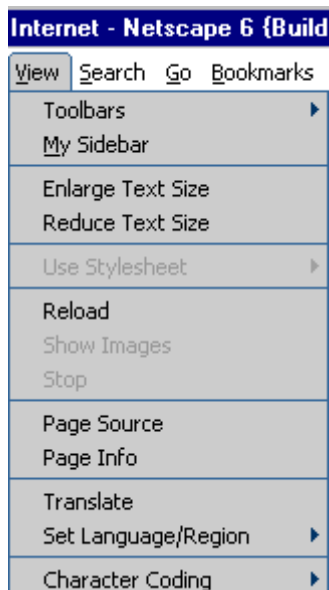 Internet - Netscape 6 {Build
View Search Go Bookmarks
Toolbars
My Sidebar
Enlarge Text Size
Reduce Text Size
Use Stylesheet
Reload
Show Images
Stop
Page Source
Page Info
Translate
Set Language/Region
Character Coding